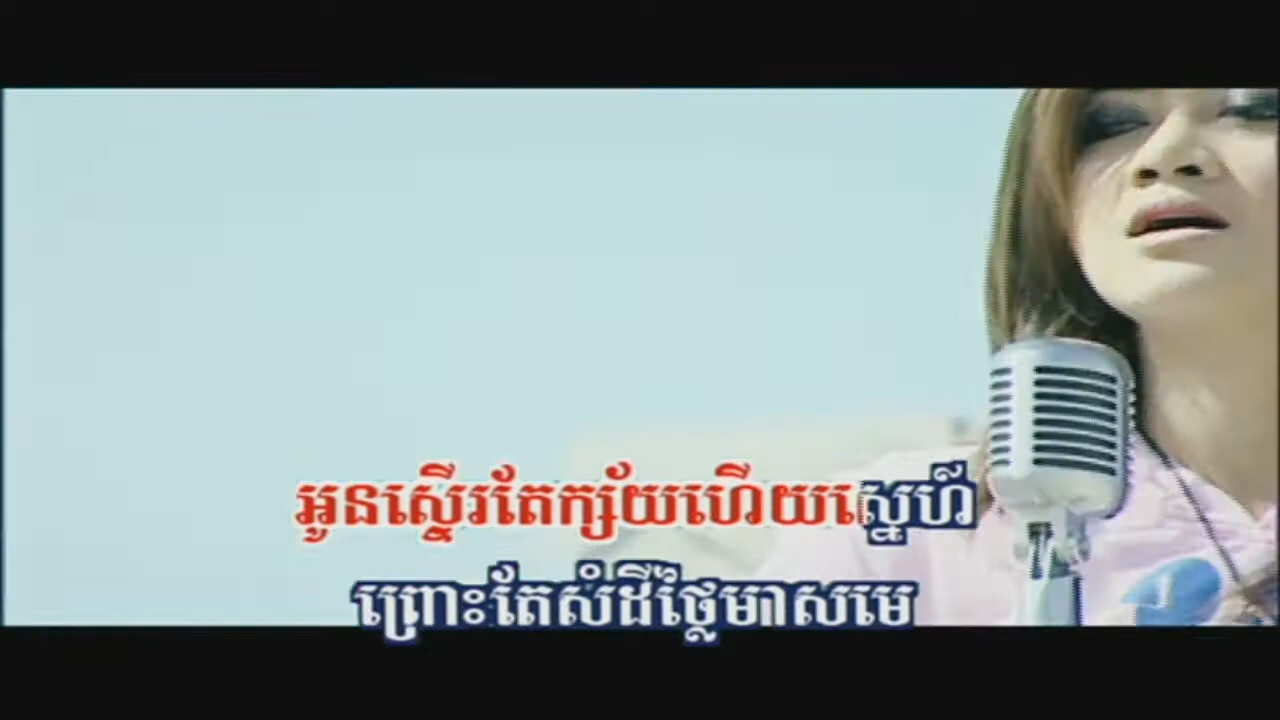 អូនស្ទើរតែក្ស័យហើយស្នេហ៍
ព្រោះតែសំដីថ្លៃមាសមេ